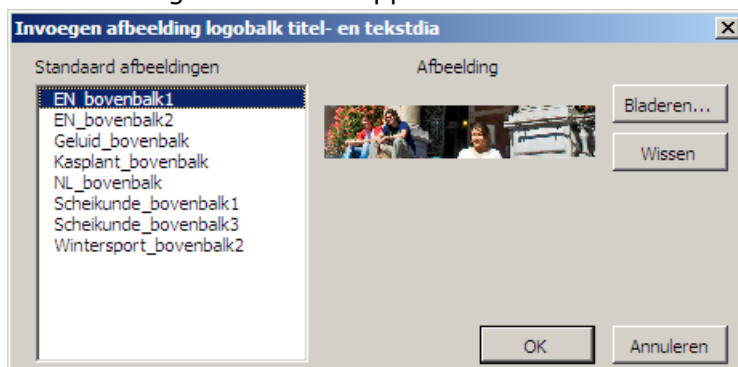 Invoegen afbeelding logobalk titel- en tekstdia
Standaard afbeeldingen
Afbeelding
EN_bovenbalk1
EN_bovenbalk2
Geluid_bovenbalk
Kasplant_bovenbalk
NL_bovenbalk
Scheikunde_bovenbalk1
Scheikunde_bovenbalk3
Wintersport_bovenbalk2
Bladeren...
Wissen
OK
Annuleren